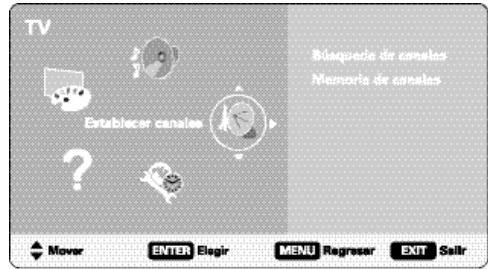 TV
Búsqueda de canales
Memoria de canales
Establecer canales
?
Mover ENTER Elegir MENU Regresar EXIT Salir